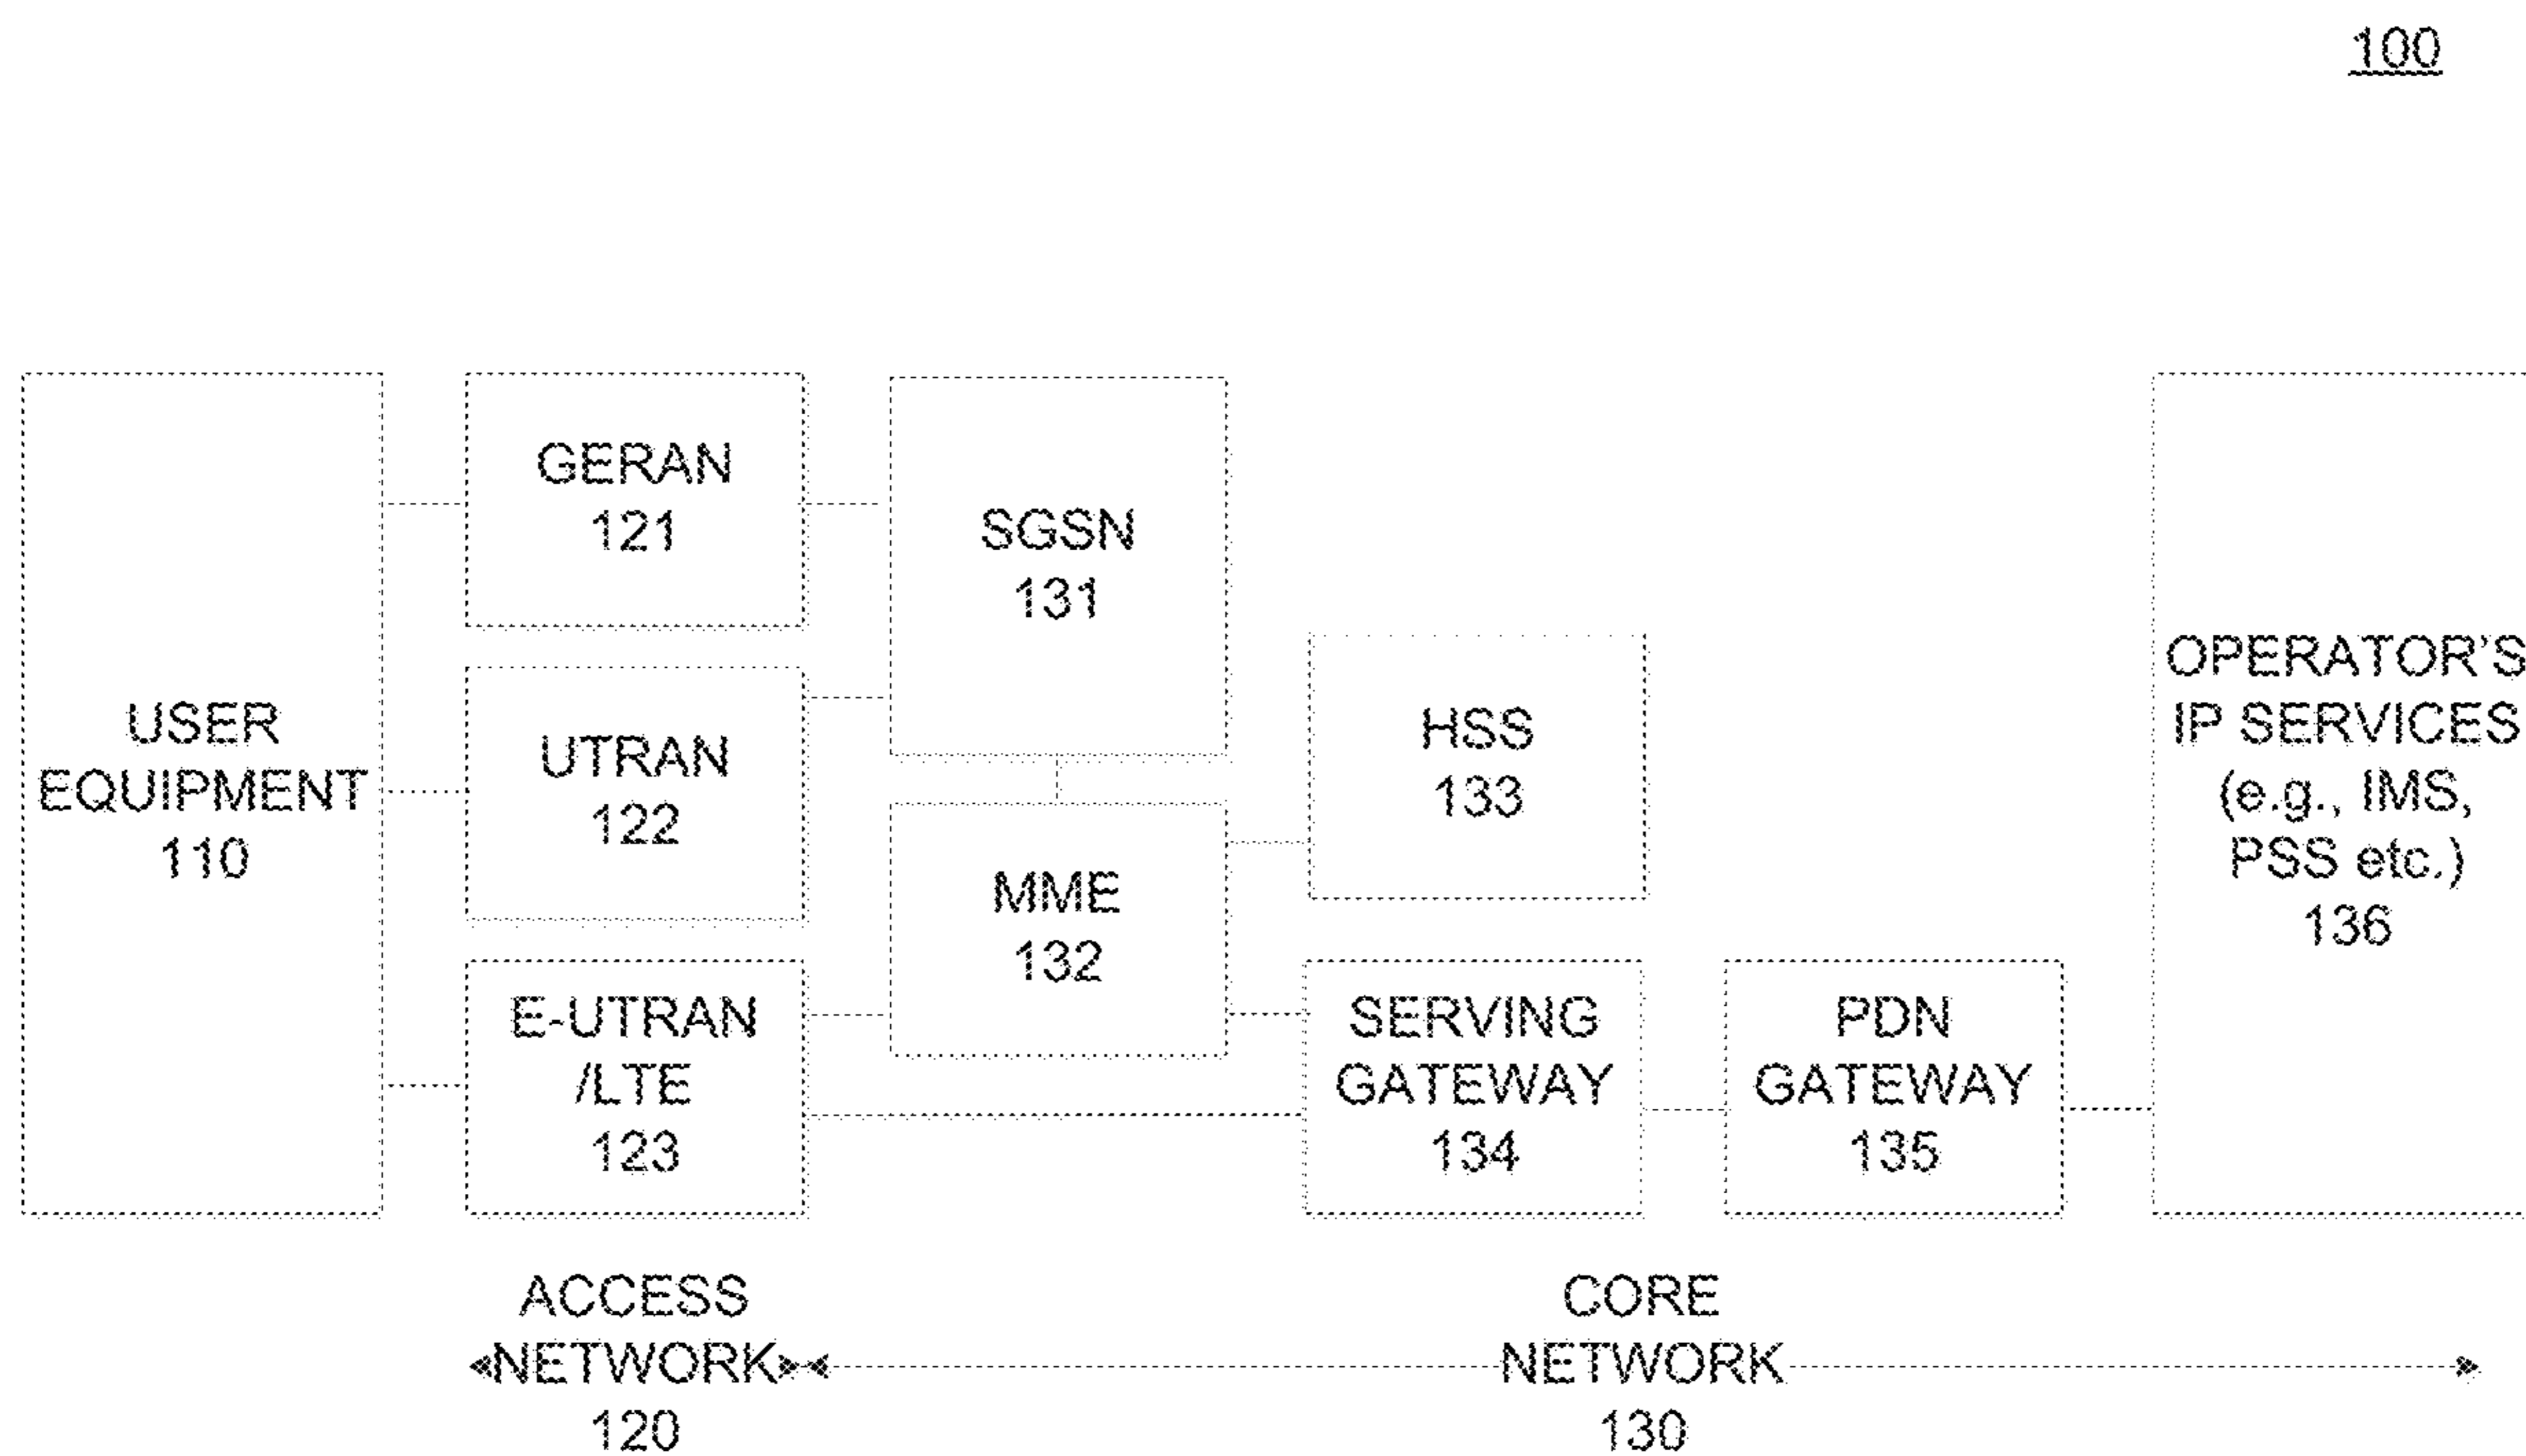 100
USER
EQUIPMENT
110
GERAN
121
UTRAN
122
E-UTRAN
/LTE
123
SGSN
131
MME
132
HSS
133
SERVING
GATEWAY
134
PDN
GATEWAY
135
OPERATOR'S
IP SERVICES
(e.g., IMS,
PSS etc.)
136
ACCESS
NETWORK
120
CORE
NETWORK
130